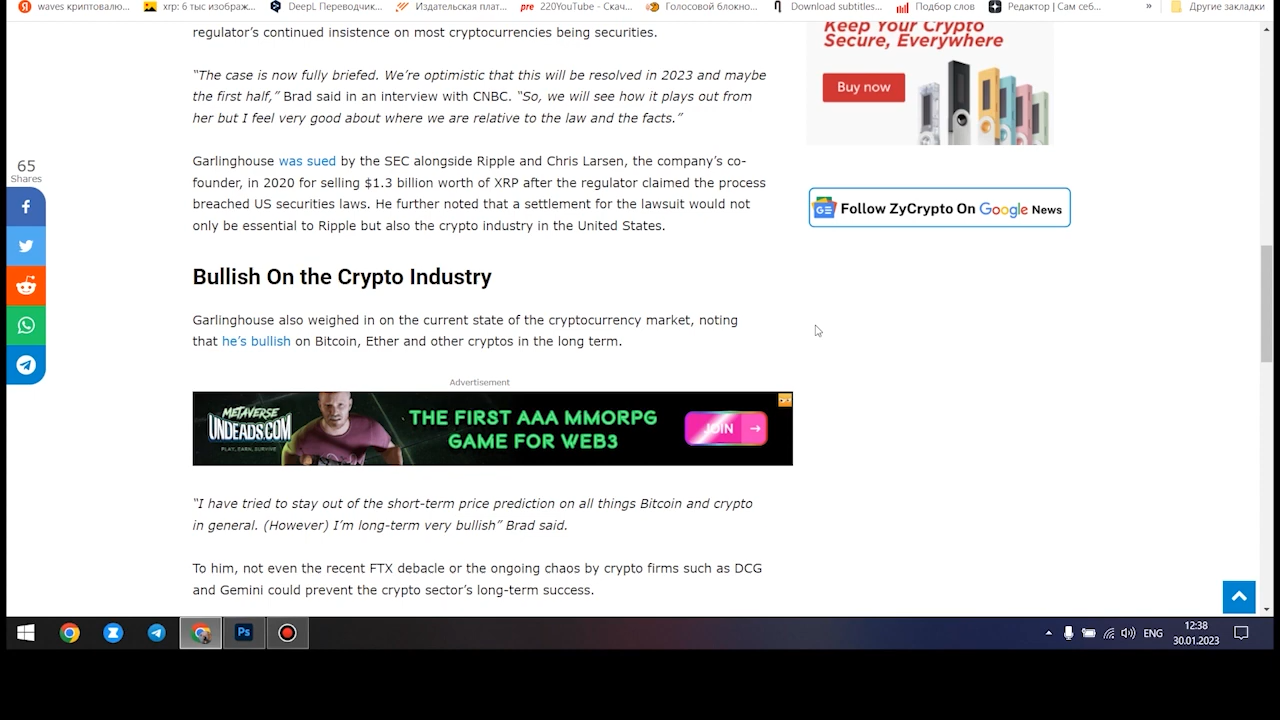 waves криптовалю...
xrp: 6 тыс изображ...
DeepL Переводчик...
Издательская плат...
pre 220YouTube - Скач...
Голосовой блокно...
Download subtitles...
Подбор слов
Редактор | Сам себ...
»
Другие закладки
regulator’s continued insistence on most cryptocurrencies being securities.
“The case is now fully briefed. We’re optimistic that this will be resolved in 2023 and maybe
the first half,” Brad said in an interview with CNBC. “So, we will see how it plays out from
her but I feel very good about where we are relative to the law and the facts.”
65
Shares
Garlinghouse was sued by the SEC alongside Ripple and Chris Larsen, the company’s co-
founder, in 2020 for selling $1.3 billion worth of XRP after the regulator claimed the process
breached US securities laws. He further noted that a settlement for the lawsuit would not
only be essential to Ripple but also the crypto industry in the United States.
Bullish On the Crypto Industry
Garlinghouse also weighed in on the current state of the cryptocurrency market, noting
that he’s bullish on Bitcoin, Ether and other cryptos in the long term.
Advertisement
METAVERSE
UNDEADS.COM
PLAY, EARN, SURVIVE
THE FIRST AAA MMORPG
GAME FOR WEB3
JOIN →
“I have tried to stay out of the short-term price prediction on all things Bitcoin and crypto
in general. (However) I’m long-term very bullish” Brad said.
To him, not even the recent FTX debacle or the ongoing chaos by crypto firms such as DCG
and Gemini could prevent the crypto sector’s long-term success.
Keep Your Crypto
Secure, Everywhere
Buy now
GE Follow ZyCrypto On Google News
Ps
ENG
12:38
30.01.2023